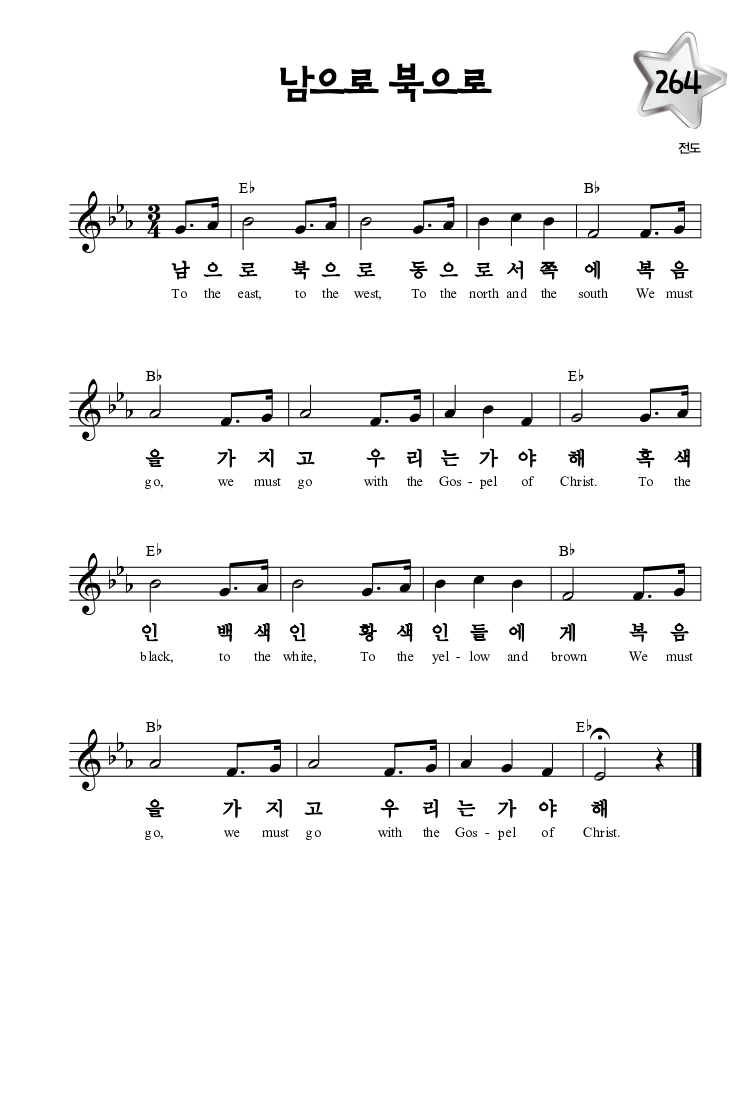 남으로 북으로
264
전도
E♭ B♭
남 으 로 북 으 로 동 으 로 서 쪽 에 복 음
To the east, to the west, To the north and the south We must
B♭ E♭
을 가 지 고 우 리 는 가 야 해 흑 색
go, we must go with the Gos - pel of Christ. To the
E♭ B♭
인 백 색 인 황 색 인 들 에 게 복 음
black, to the white, To the yel - low and brown We must
B♭ E♭
을 가 지 고 우 리 는 가 야 해
go, we must go with the Gos - pel of Christ.